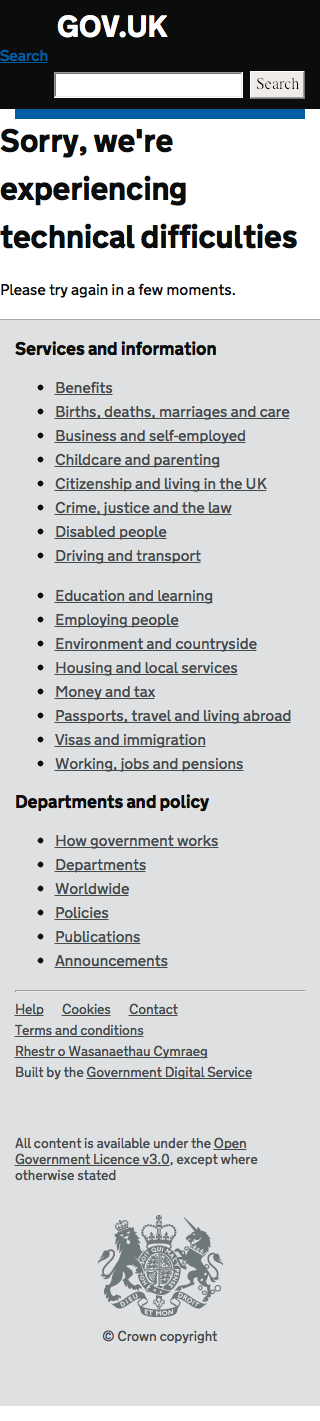 GOV.UK
Search
Search
Sorry, we're
experiencing
technical difficulties
Please try again in a few moments.
Services and information
Benefits
Births, deaths, marriages and care
Business and self-employed
Childcare and parenting
Citizenship and living in the UK
Crime, justice and the law
Disabled people
Driving and transport
Education and learning
Employing people
Environment and countryside
Housing and local services
Money and tax
Passports, travel and living abroad
Visas and immigration
Working, jobs and pensions
Departments and policy
How government works
Departments
Worldwide
Policies
Publications
Announcements
Help Cookies Contact
Terms and conditions
Rhestr o Wasanaethau Cymraeg
Built by the Government Digital Service
All content is available under the Open
Government Licence v3.0, except where
otherwise stated
DIEU ET MON DROIT
© Crown copyright